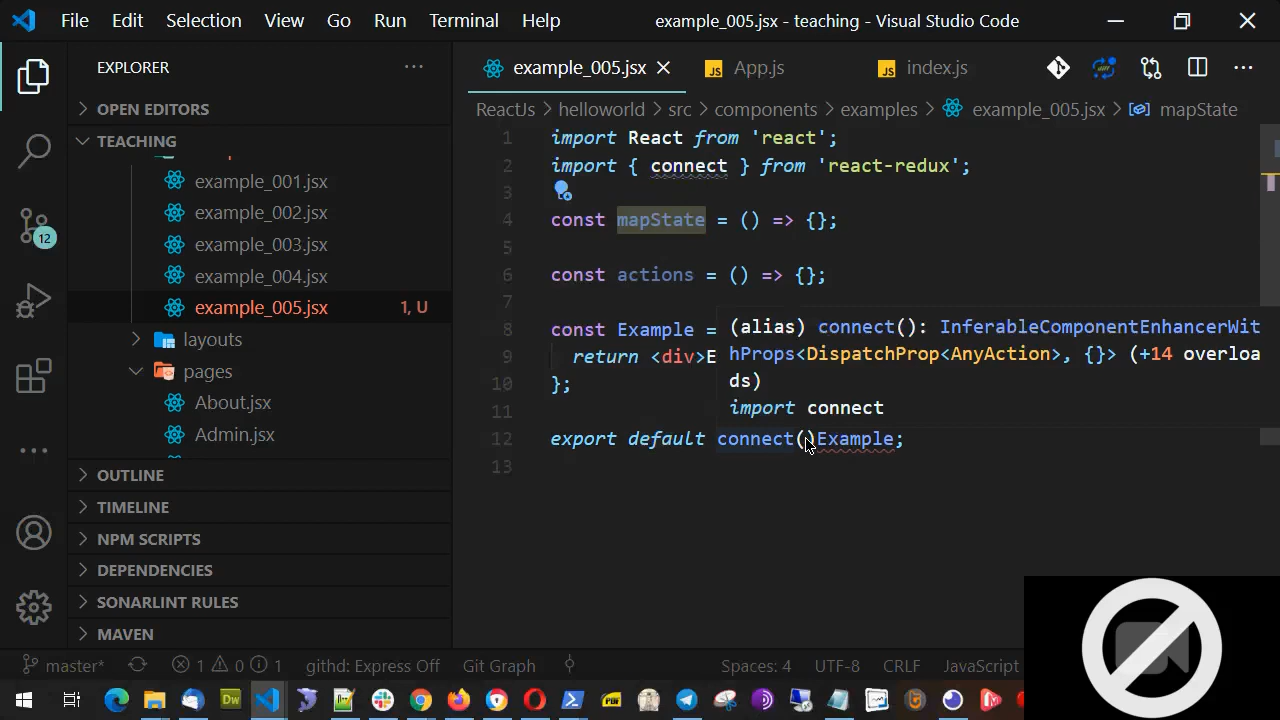 File Edit Selection View Go Run Terminal Help example_005.jsx - teaching - Visual Studio Code
EXPLORER
OPEN EDITORS
TEACHING
example_001.jsx
example_002.jsx
example_003.jsx
example_004.jsx
example_005.jsx 1, U
layouts
pages
About.jsx
Admin.jsx
OUTLINE
TIMELINE
NPM SCRIPTS
DEPENDENCIES
SONARLINT RULES
MAVEN
12
example_005.jsx JS App.js JS index.js
ReactJs > helloworld > src > components > examples > example_005.jsx > mapState
1 import React from 'react';
2 import { connect } from 'react-redux';
3
4 const mapState = () => {};
5
6 const actions = () => {};
7
8 const Example =
9 return <div>E
10 };
11
12 export default connect()Example;
13
(alias) connect(): InferableComponentEnhancerWit
hProps<DispatchProp<AnyAction>, {}> (+14 overloa
ds)
import connect
master* 1 0 1 githd: Express Off Git Graph Spaces: 4 UTF-8 CRLF JavaScript
Dw
PDF